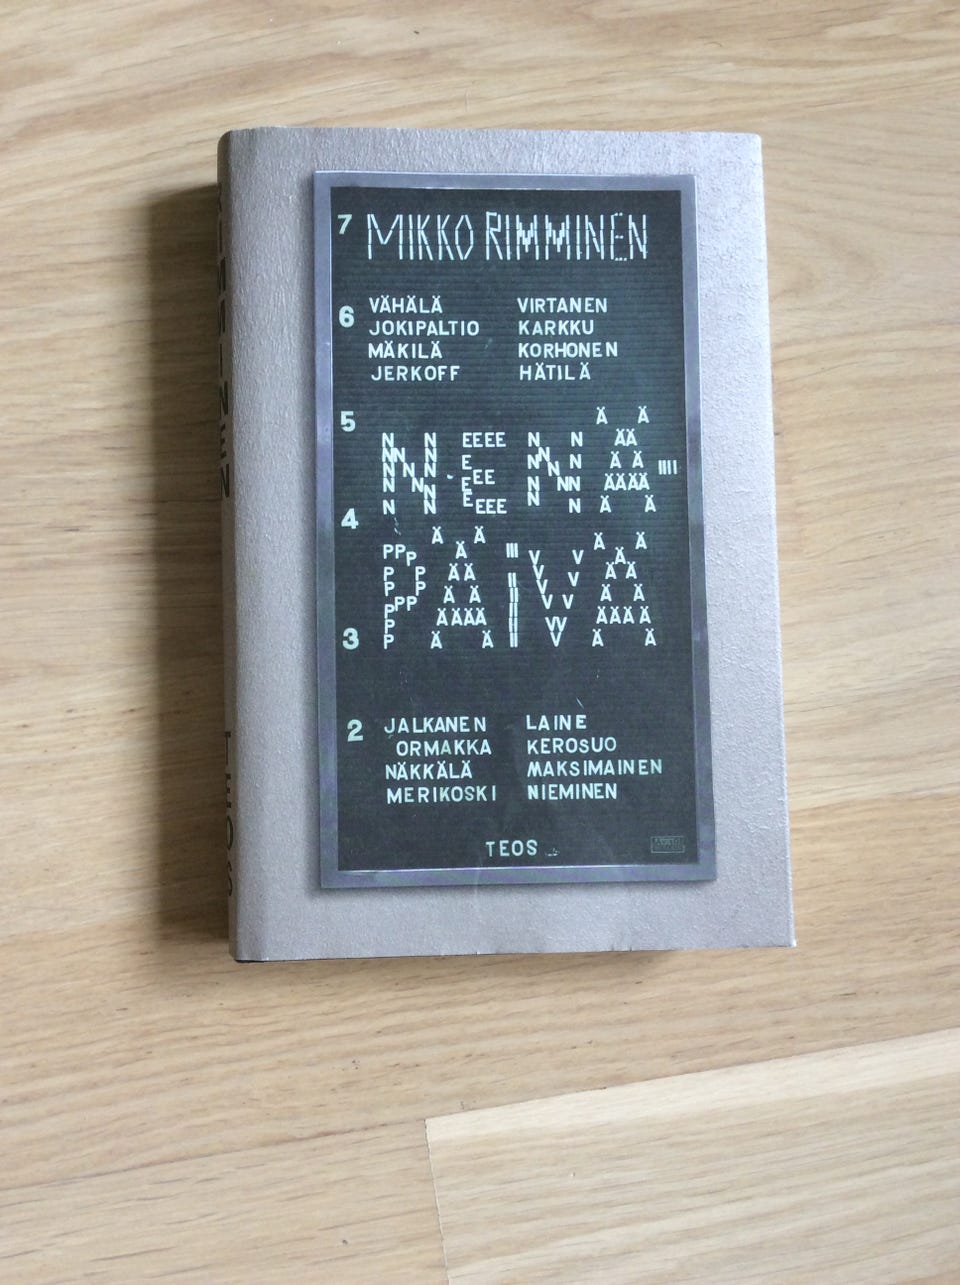 7 MIKKO RIMMINEN
6 VÄHÄLÄ VIRTANEN
JOKIPALTIO KARKKU
MÄKILÄ KORHONEN
JERKOFF HÄTILÄ
5 NENÄ-
4
PÄIVÄ
3
2 JALKANEN LAINE
ORMAKKA KEROSUO
NÄKKÄLÄ MAKSIMAINEN
MERIKOSKI NIEMINEN
TEOS